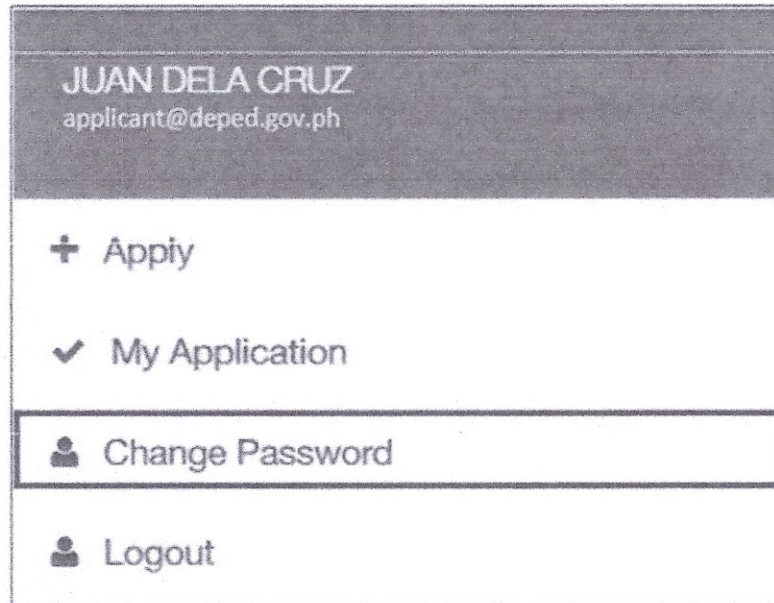 JUAN DELA CRUZ
applicant@deped.gov.ph
Apply
My Application
Change Password
Logout